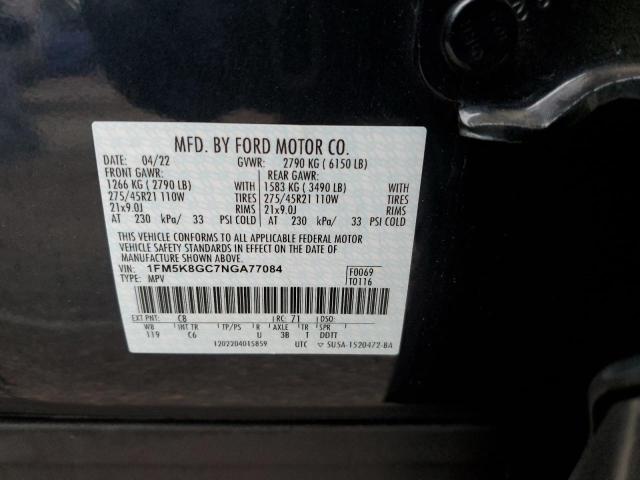 MFD. BY FORD MOTOR CO.
DATE: 04/22 GVWR: 2790 KG ( 6150 LB)
FRONT GAWR: REAR GAWR:
1266 KG ( 2790 LB) WITH 1583 KG ( 3490 LB) WITH
275/45R21 110W TIRES 275/45R21 110W TIRES
21x9.0J RIMS 21x9.0J RIMS
AT 230 kPa/ 33 PSI COLD AT 230 kPa/ 33 PSI COLD
THIS VEHICLE CONFORMS TO ALL APPLICABLE FEDERAL MOTOR
VEHICLE SAFETY STANDARDS IN EFFECT ON THE DATE OF
MANUFACTURE SHOWN ABOVE.
VIN: 1FM5K8GC7NGA77084 F0069
TYPE: MPV T0116
EXT PNT: C8 RC: 71 DSO:
WB INT TR TP/PS R AXLE TR SPR
119 C6 U 3B T DDTT
1202204015859 UTC ▽ SU5A-1520472-BA